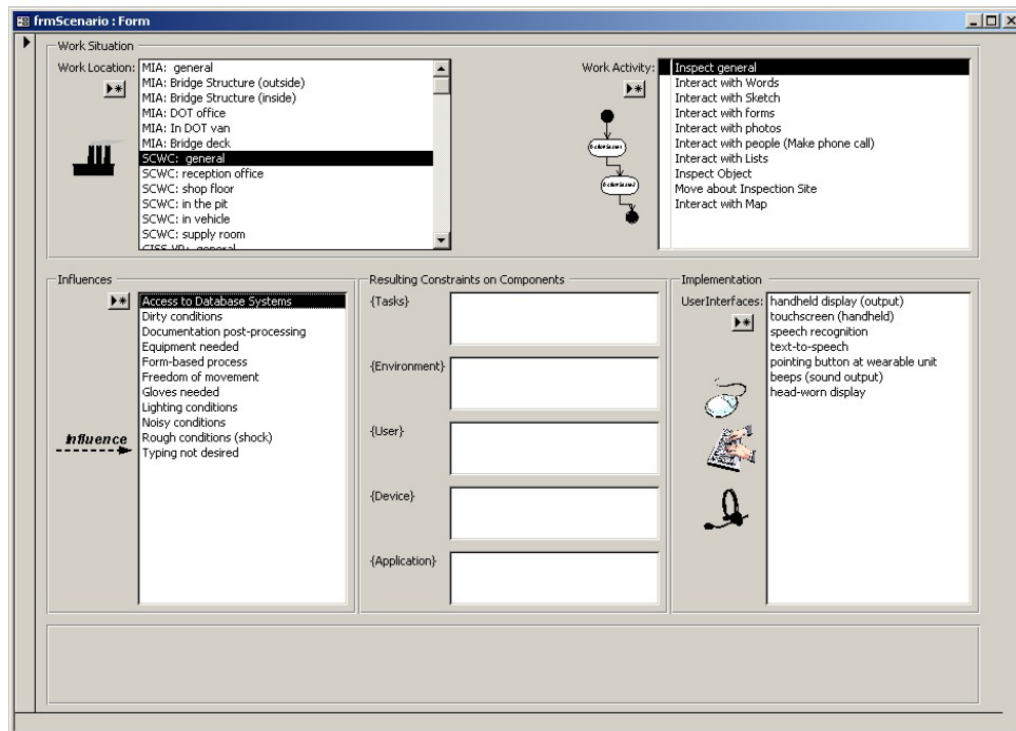 frmScenario : Form
Work Situation
Work Location:
MIA: general
MIA: Bridge Structure (outside)
MIA: Bridge Structure (inside)
MIA: DOT office
MIA: In DOT van
MIA: Bridge deck
SCWC: general
SCWC: reception office
SCWC: shop floor
SCWC: in the pit
SCWC: in vehicle
SCWC: supply room
Work Activity:
Inspect general
Interact with Words
Interact with Sketch
Interact with forms
Interact with photos
Interact with people (Make phone call)
Interact with Lists
Inspect Object
Move about Inspection Site
Interact with Map
Influences
Access to Database Systems
Dirty conditions
Documentation post-processing
Equipment needed
Form-based process
Freedom of movement
Gloves needed
Lighting conditions
Noisy conditions
Rough conditions (shock)
Typing not desired
Influence
Resulting Constraints on Components
{Tasks}
{Environment}
{User}
{Device}
{Application}
Implementation
UserInterfaces:
handheld display (output)
touchscreen (handheld)
speech recognition
text-to-speech
pointing button at wearable unit
beeps (sound output)
head-worn display